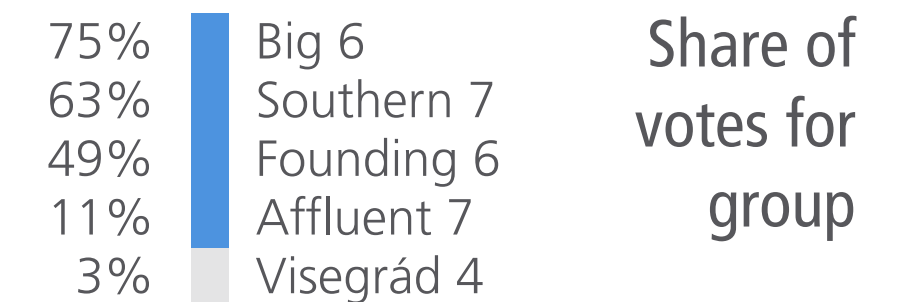 75% Big 6
63% Southern 7
49% Founding 6
11% Affluent 7
3% Visegrád 4
Share of
votes for
group